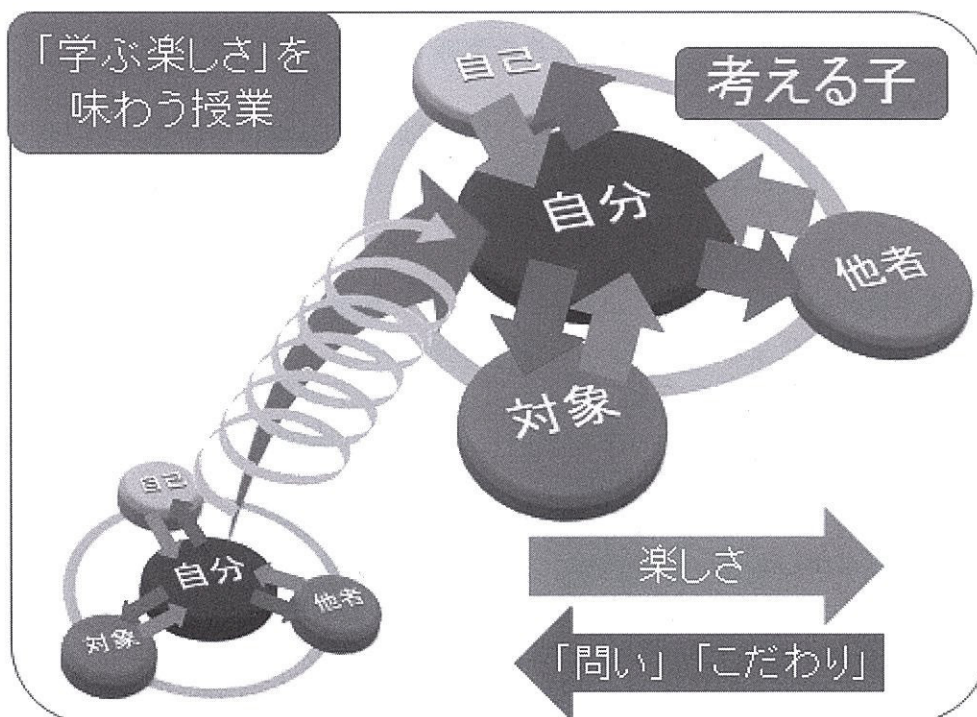 「学ぶ楽しさ」を
味わう授業
考える子
自己
自分
他者
対象
自己
自分
他者
対象
楽しさ
「問い」「こだわり」